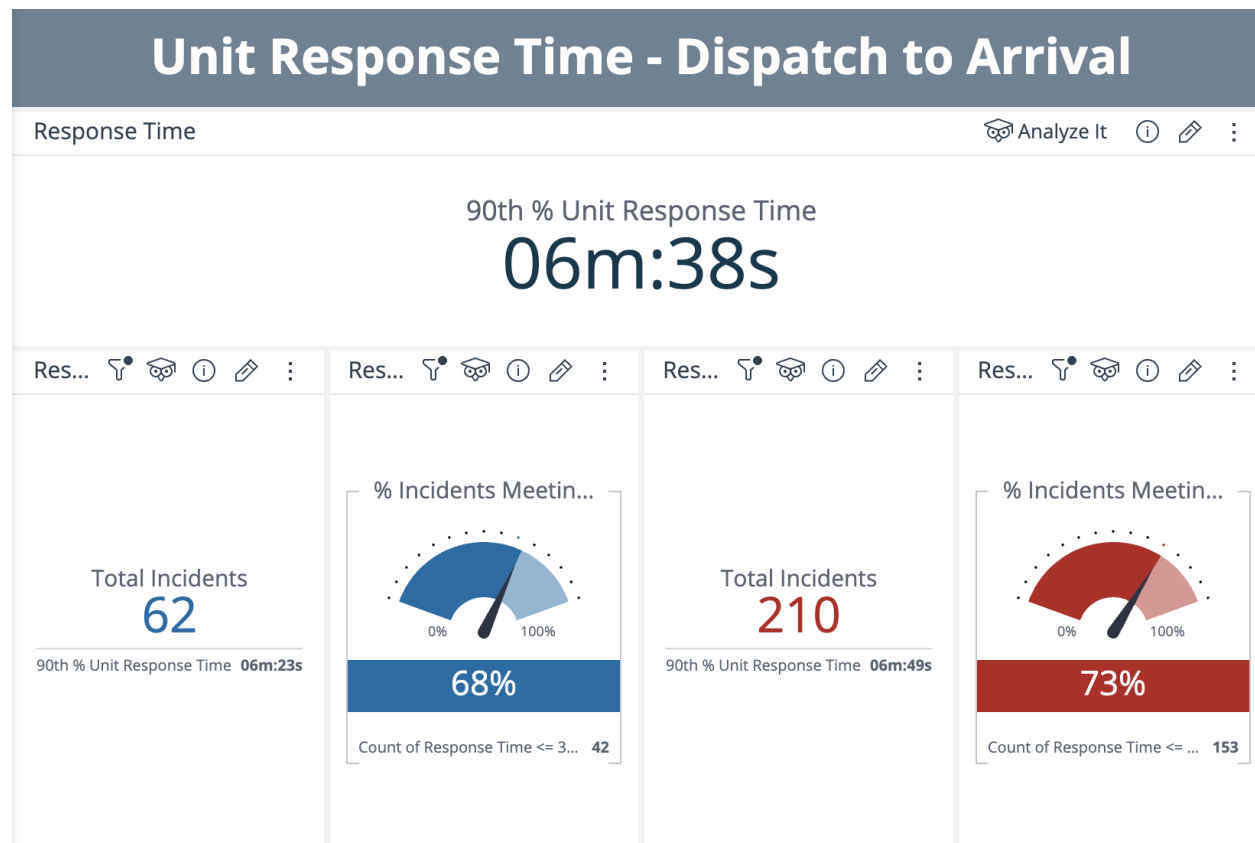 Unit Response Time - Dispatch to Arrival
Response Time
Analyze It
90th % Unit Response Time
06m:38s
Res...
Res...
Res...
Res...
Total Incidents
62
90th % Unit Response Time 06m:23s
% Incidents Meetin...
0% 100%
68%
Count of Response Time <= 3... 42
Total Incidents
210
90th % Unit Response Time 06m:49s
% Incidents Meetin...
0% 100%
73%
Count of Response Time <= ... 153